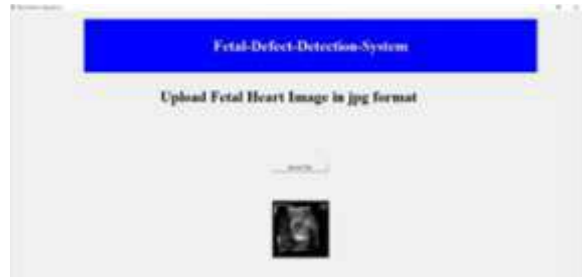 Fetal-Defect-Detection-System
Upload Fetal Heart Image in jpg format